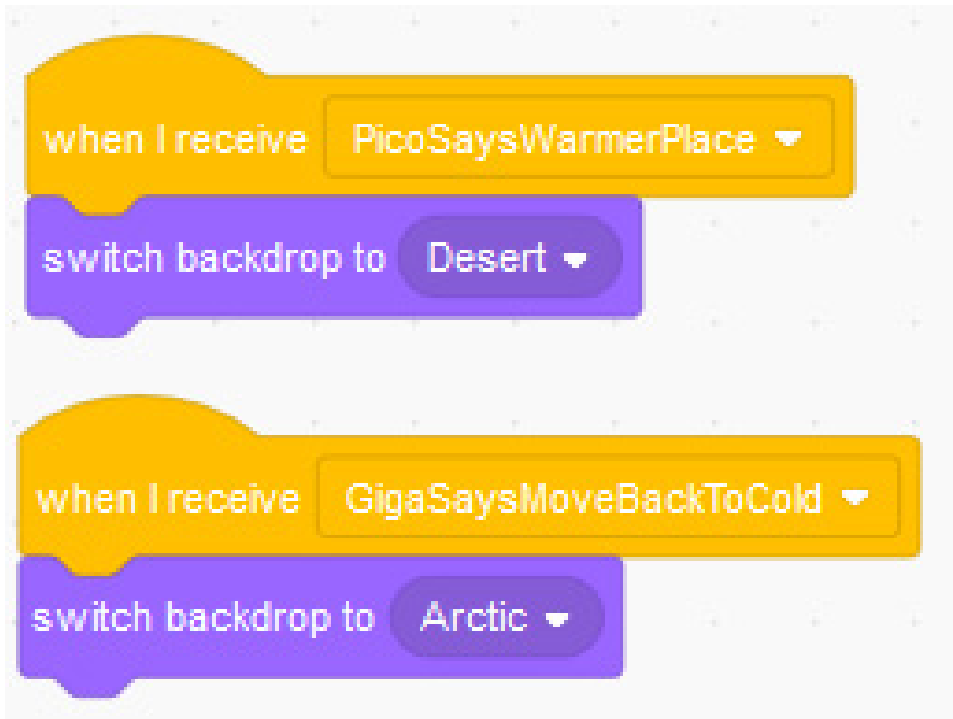 when I receive PicoSaysWarmerPlace
switch backdrop to Desert
when I receive GigaSaysMoveBackToCold
switch backdrop to Arctic